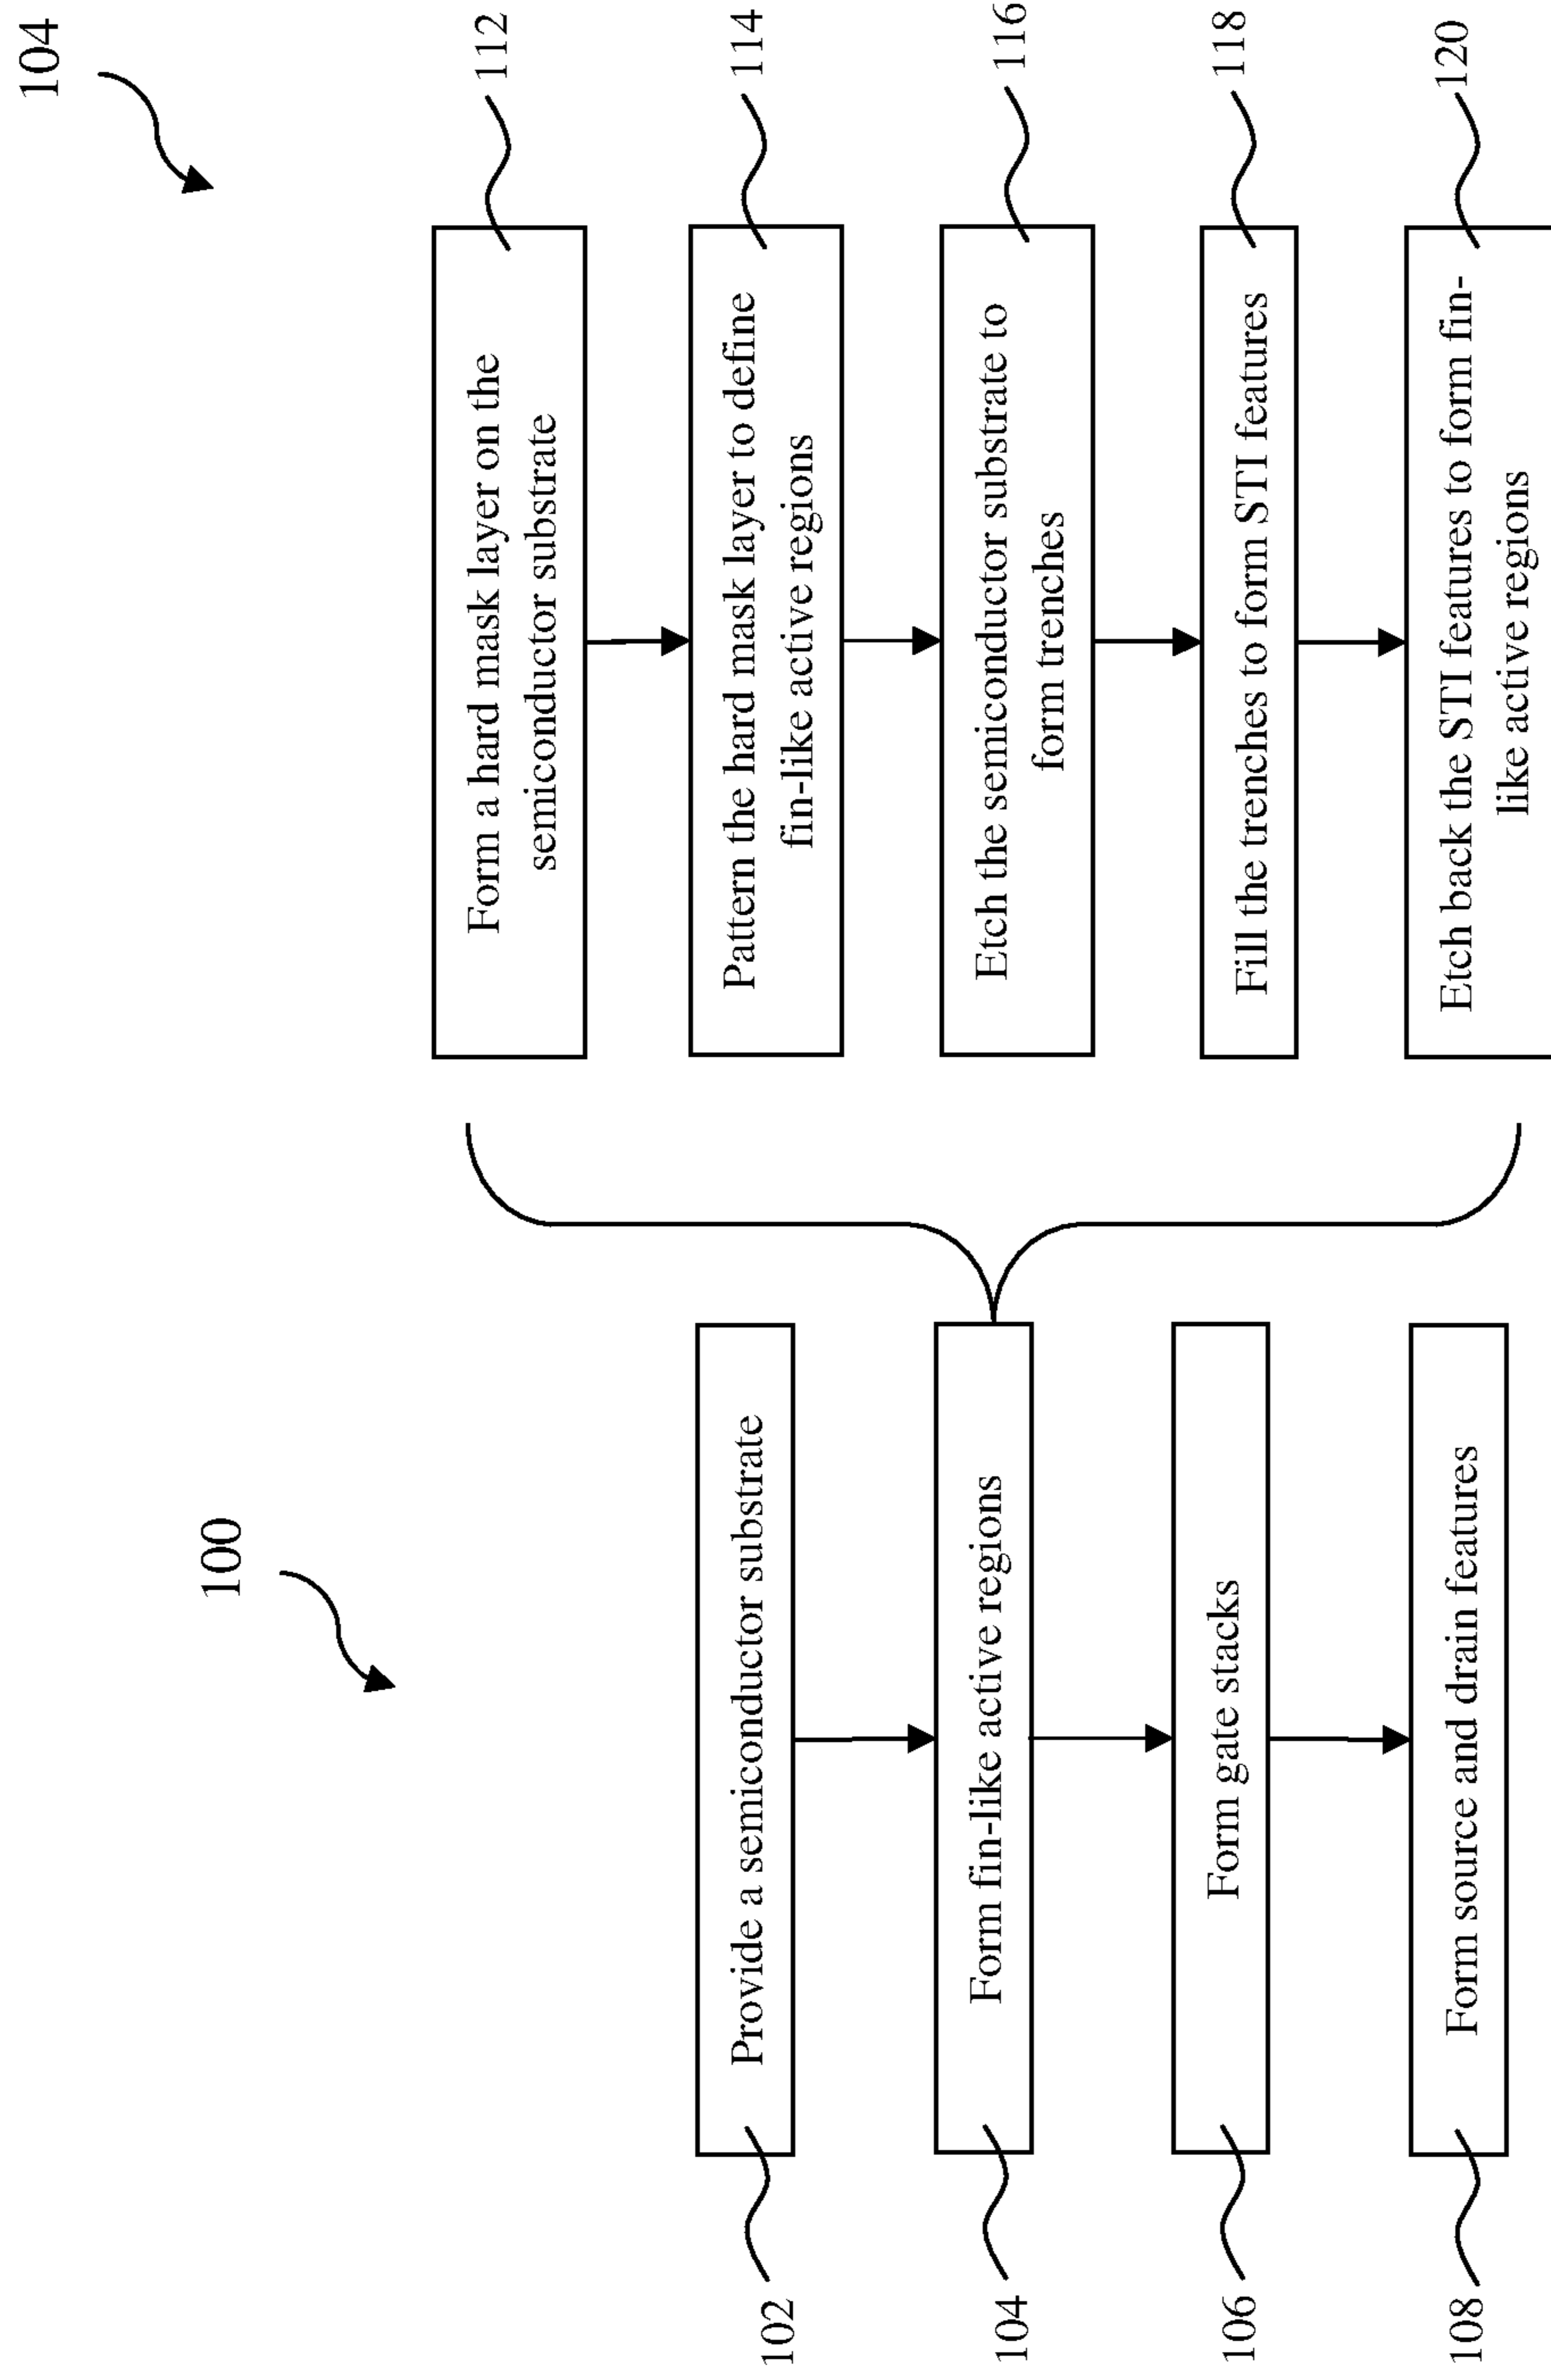 100
102
Provide a semiconductor substrate
104
Form fin-like active regions
106
Form gate stacks
108
Form source and drain features
104
Form a hard mask layer on the
semiconductor substrate
112
Pattern the hard mask layer to define
fin-like active regions
114
Etch the semiconductor substrate to
form trenches
116
Fill the trenches to form STI features
118
Etch back the STI features to form fin-
like active regions
120